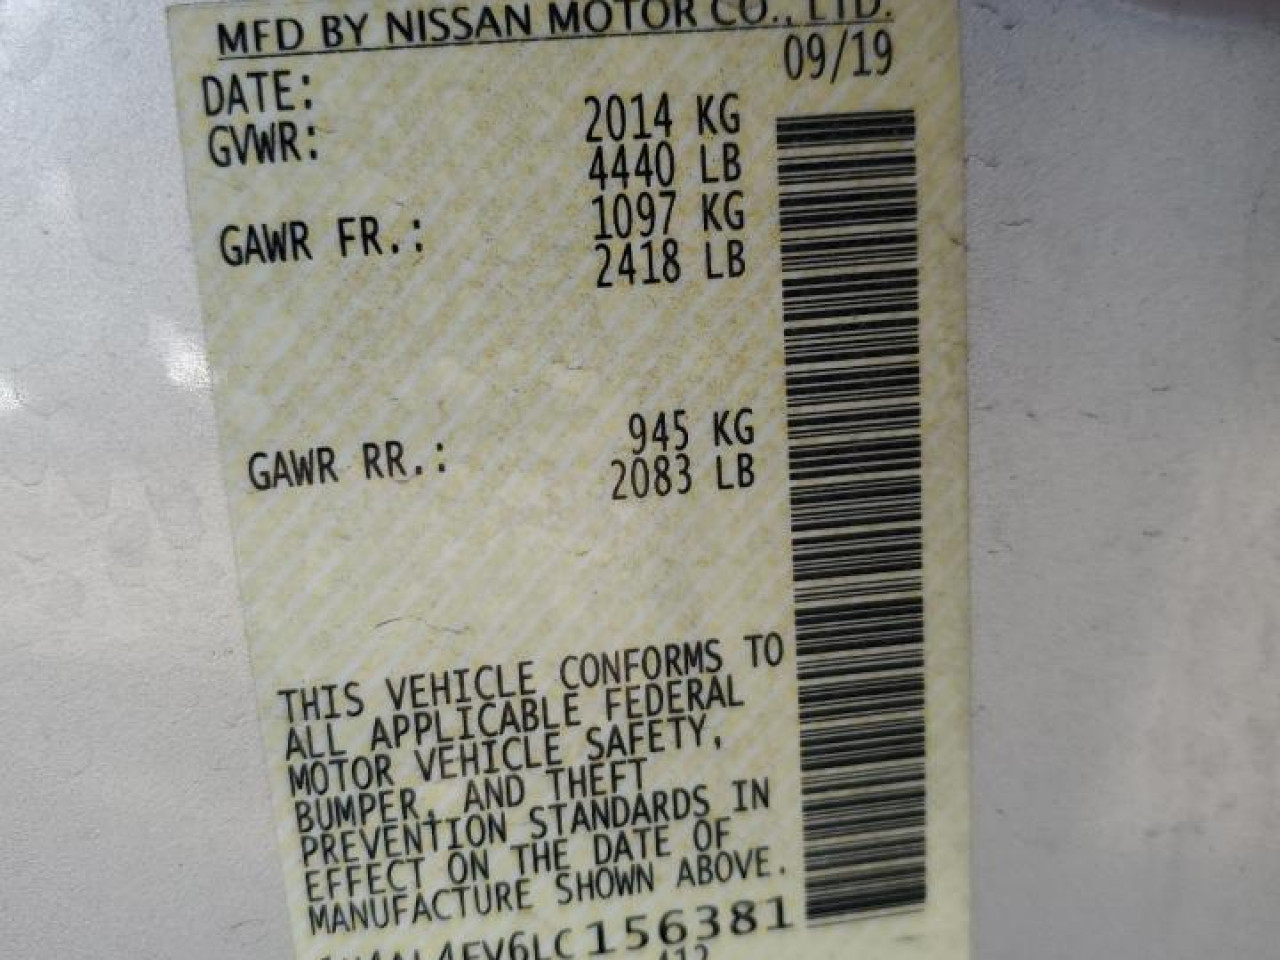 MFD BY NISSAN MOTOR CO., LTD.
DATE: 09/19
GVWR: 2014 KG
4440 LB
GAWR FR.: 1097 KG
2418 LB
GAWR RR.: 945 KG
2083 LB
THIS VEHICLE CONFORMS TO
ALL APPLICABLE FEDERAL
MOTOR VEHICLE SAFETY,
BUMPER, AND THEFT
PREVENTION STANDARDS IN
EFFECT ON THE DATE OF
MANUFACTURE SHOWN ABOVE.